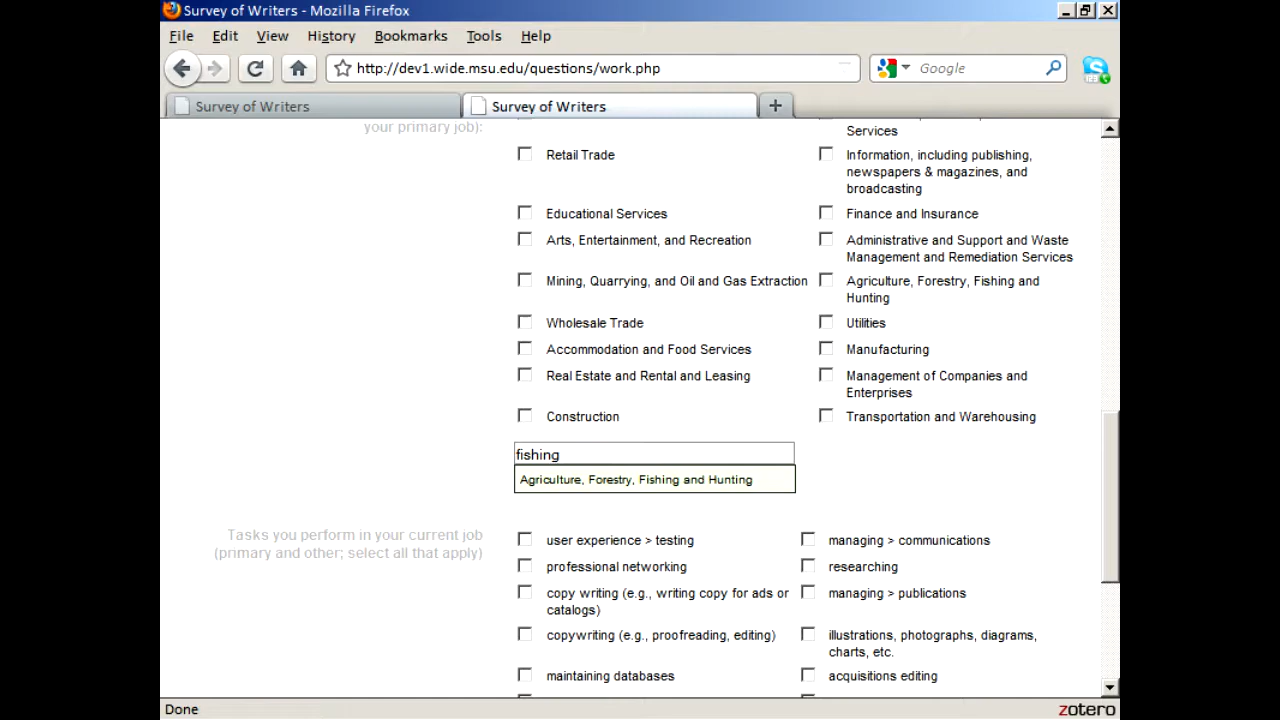 Survey of Writers - Mozilla Firefox
File Edit View History Bookmarks Tools Help
http://dev1.wide.msu.edu/questions/work.php
Google
Survey of Writers
Survey of Writers
your primary job):
Services
Retail Trade
Information, including publishing,
newspapers & magazines, and
broadcasting
Educational Services
Finance and Insurance
Arts, Entertainment, and Recreation
Administrative and Support and Waste
Management and Remediation Services
Mining, Quarrying, and Oil and Gas Extraction
Agriculture, Forestry, Fishing and
Hunting
Wholesale Trade
Utilities
Accommodation and Food Services
Manufacturing
Real Estate and Rental and Leasing
Management of Companies and
Enterprises
Construction
Transportation and Warehousing
fishing
Agriculture, Forestry, Fishing and Hunting
Tasks you perform in your current job
(primary and other; select all that apply)
user experience > testing
managing > communications
professional networking
researching
copy writing (e.g., writing copy for ads or
catalogs)
managing > publications
copywriting (e.g., proofreading, editing)
illustrations, photographs, diagrams,
charts, etc.
maintaining databases
acquisitions editing
Done
zotero